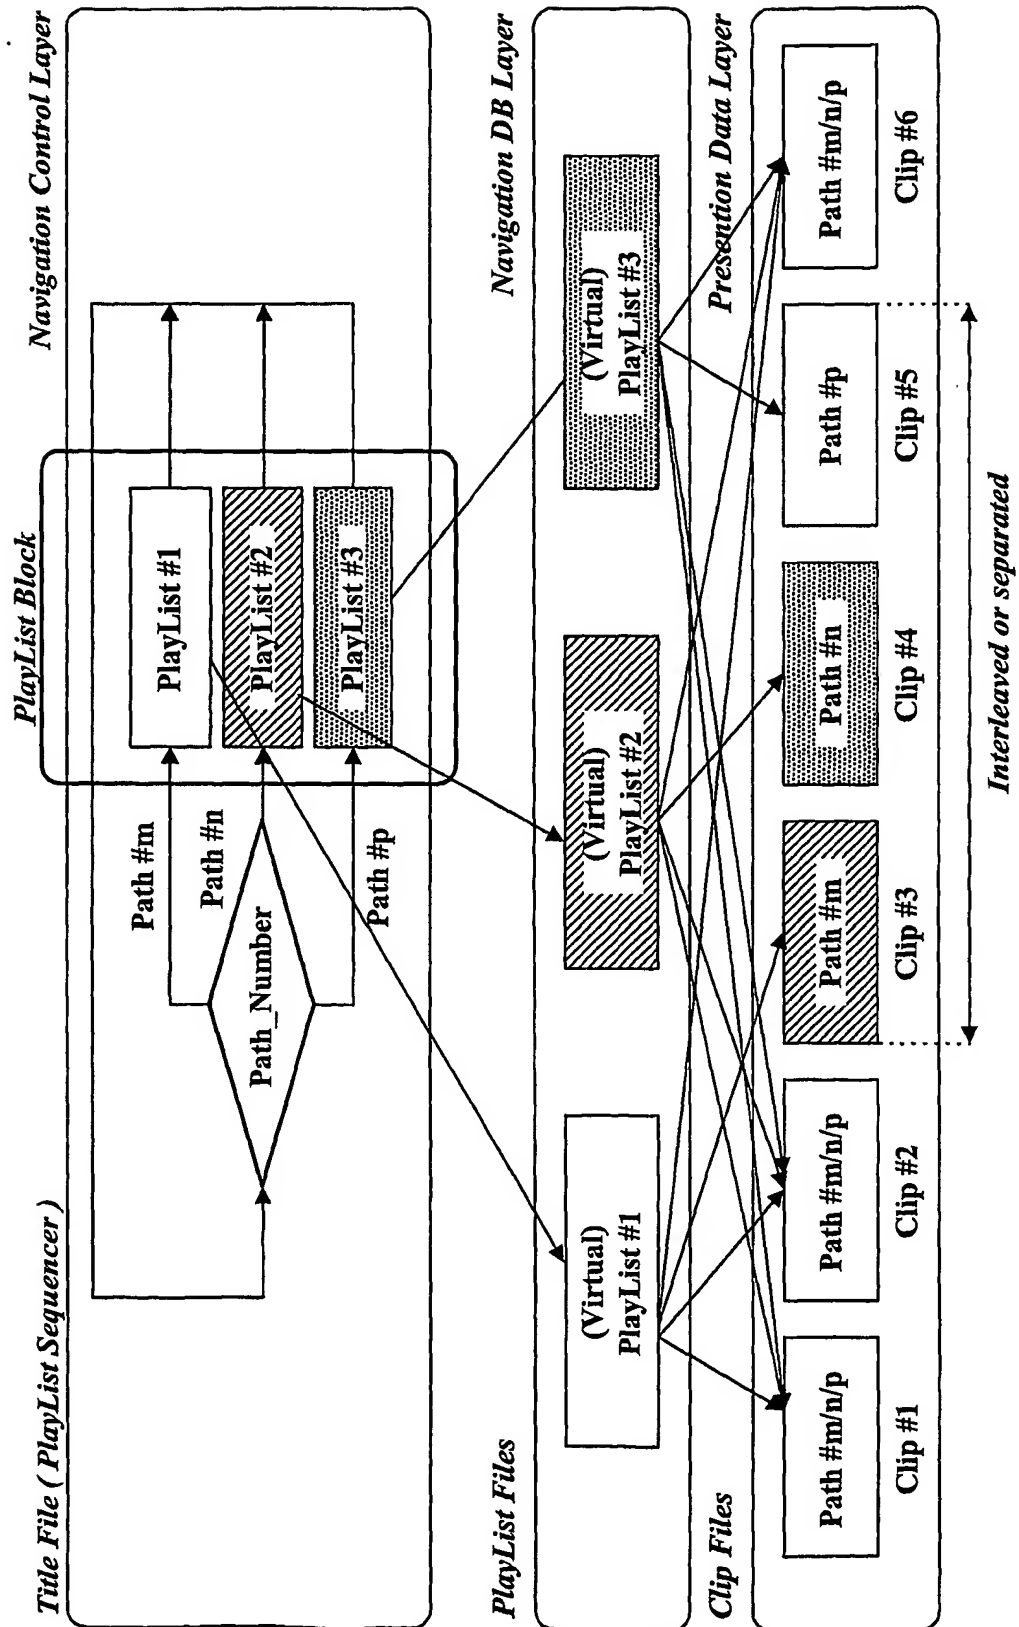 Title File ( PlayList Sequencer )
Navigation Control Layer
PlayList Block
Path_Number
Path #m
Path #n
Path #p
PlayList #1
PlayList #2
PlayList #3
PlayList Files
Navigation DB Layer
(Virtual)
PlayList #1
(Virtual)
PlayList #2
(Virtual)
PlayList #3
Clip Files
Presention Data Layer
Path #m/n/p
Path #m/n/p
Path #m
Path #n
Path #p
Path #m/n/p
Clip #1
Clip #2
Clip #3
Clip #4
Clip #5
Clip #6
Interleaved or separated